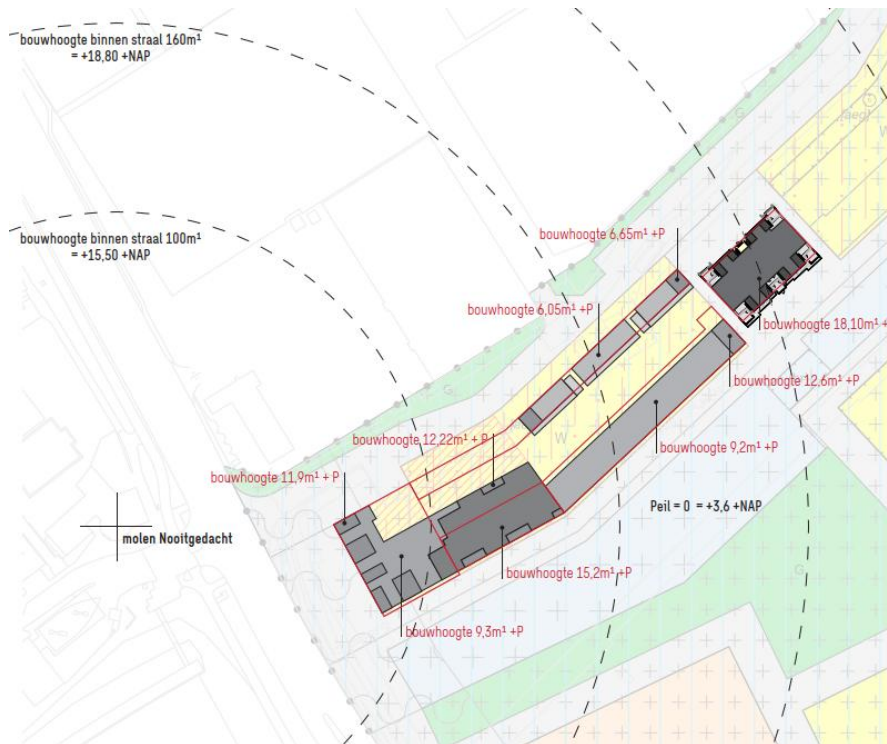 bouwhoogte binnen straal 160m¹
= +18,80 +NAP
bouwhoogte binnen straal 100m¹
= +15,50 +NAP
bouwhoogte 6,65m¹ +P
bouwhoogte 6,05m¹ +P
bouwhoogte 18,10m¹ +
bouwhoogte 12,6m¹ +P
bouwhoogte 12,22m¹ + P
bouwhoogte 9,2m¹ +P
bouwhoogte 11,9m¹ + P
Peil = 0 = +3,6 +NAP
molen Nooitgedacht
bouwhoogte 15,2m¹ +P
bouwhoogte 9,3m¹ +P
G
W
W
G
W
G